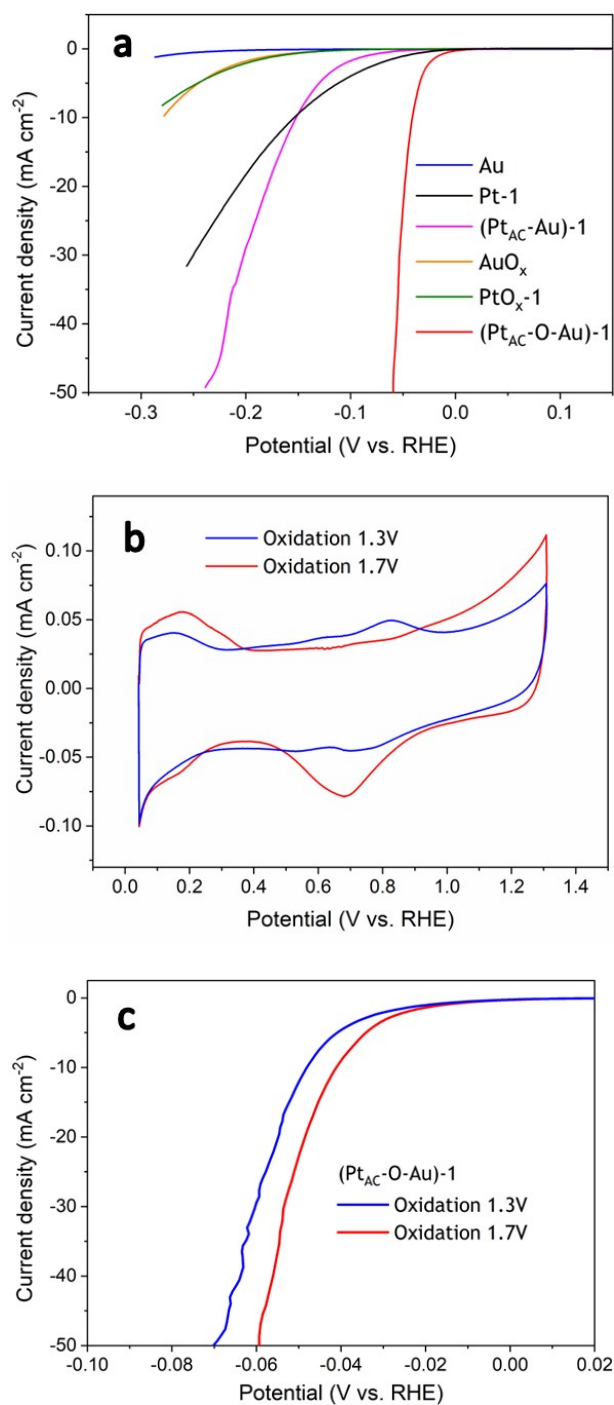 a
0
-10
-20
-30
-40
-50
Current density (mA cm⁻²)
Au
Pt-1
(Pt_AC-Au)-1
AuOₓ
PtOₓ-1
(Pt_AC-O-Au)-1
-0.3 -0.2 -0.1 0.0 0.1
Potential (V vs. RHE)
b
Oxidation 1.3V
Oxidation 1.7V
0.10
0.05
0.00
-0.05
-0.10
Current density (mA cm⁻²)
0.0 0.2 0.4 0.6 0.8 1.0 1.2 1.4
Potential (V vs. RHE)
c
0
-10
-20
-30
-40
-50
Current density (mA cm⁻²)
(Pt_AC-O-Au)-1
Oxidation 1.3V
Oxidation 1.7V
-0.10 -0.08 -0.06 -0.04 -0.02 0.00 0.02
Potential (V vs. RHE)